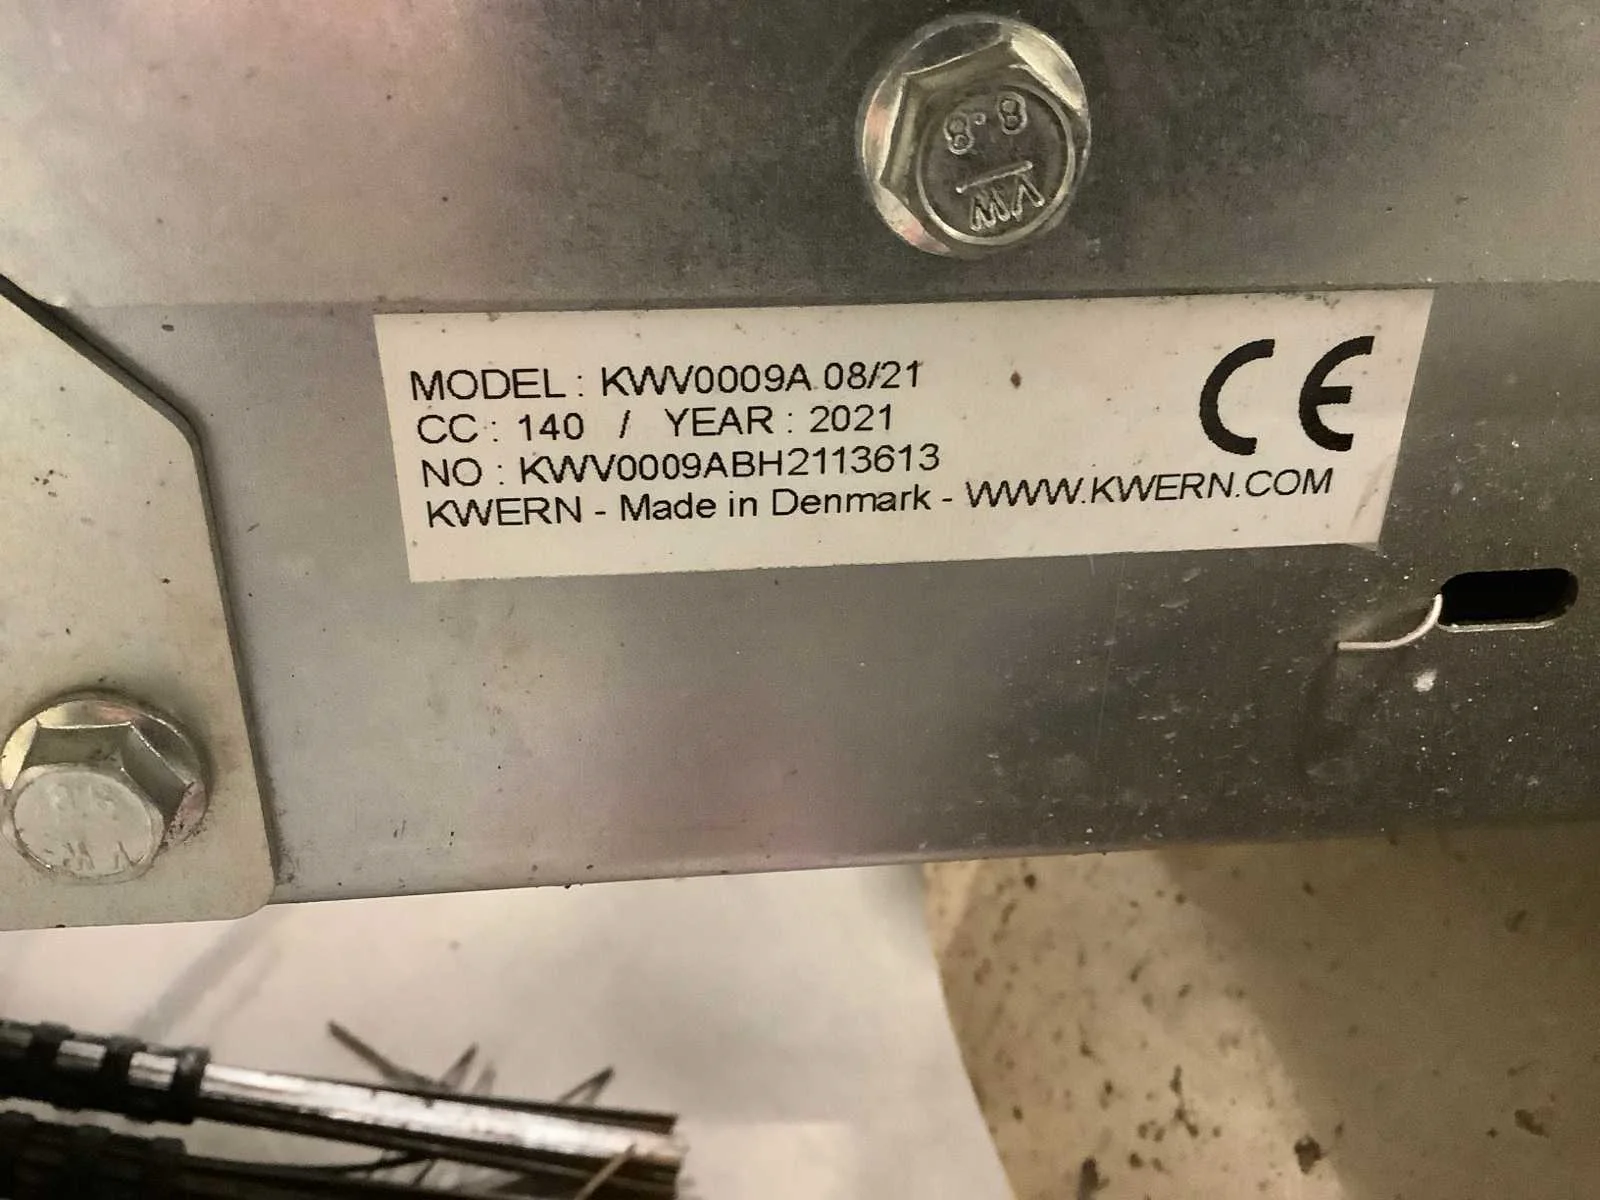 8.8
MODEL : KWV0009A 08/21
CC : 140 / YEAR : 2021
NO : KWV0009ABH2113613
KWERN - Made in Denmark - WWW.KWERN.COM
CE